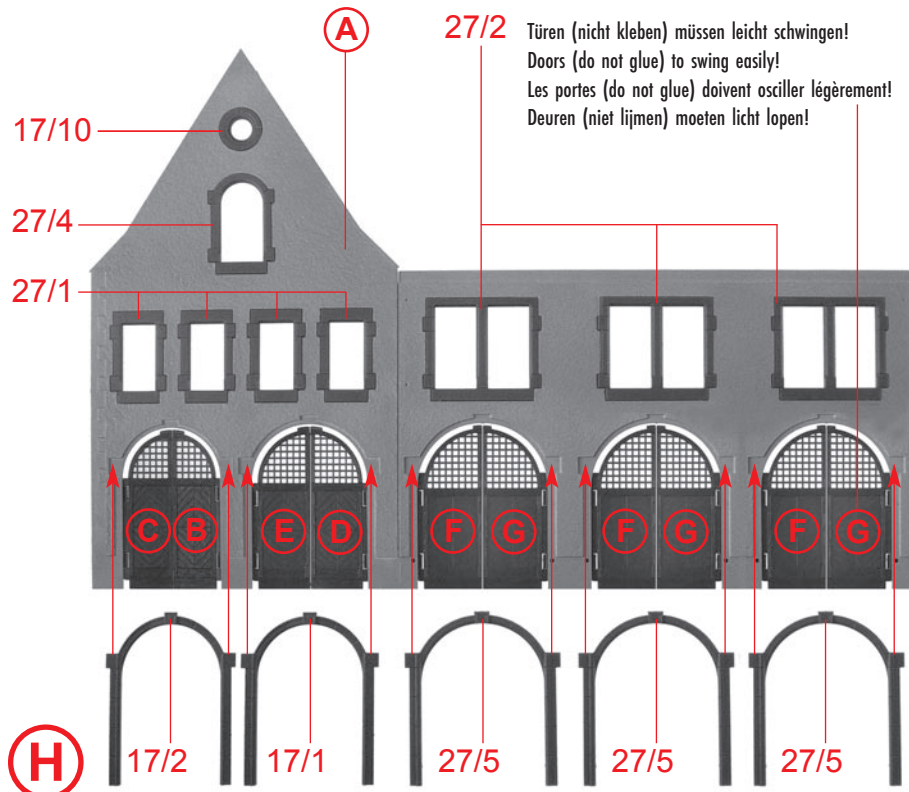 A
27/2
Türen (nicht kleben) müssen leicht schwingen!
Doors (do not glue) to swing easily!
Les portes (do not glue) doivent osciller légèrement!
Deuren (niet lijmen) moeten licht lopen!
17/10
27/4
27/1
C B E D F G F G F G
H
17/2 17/1 27/5 27/5 27/5